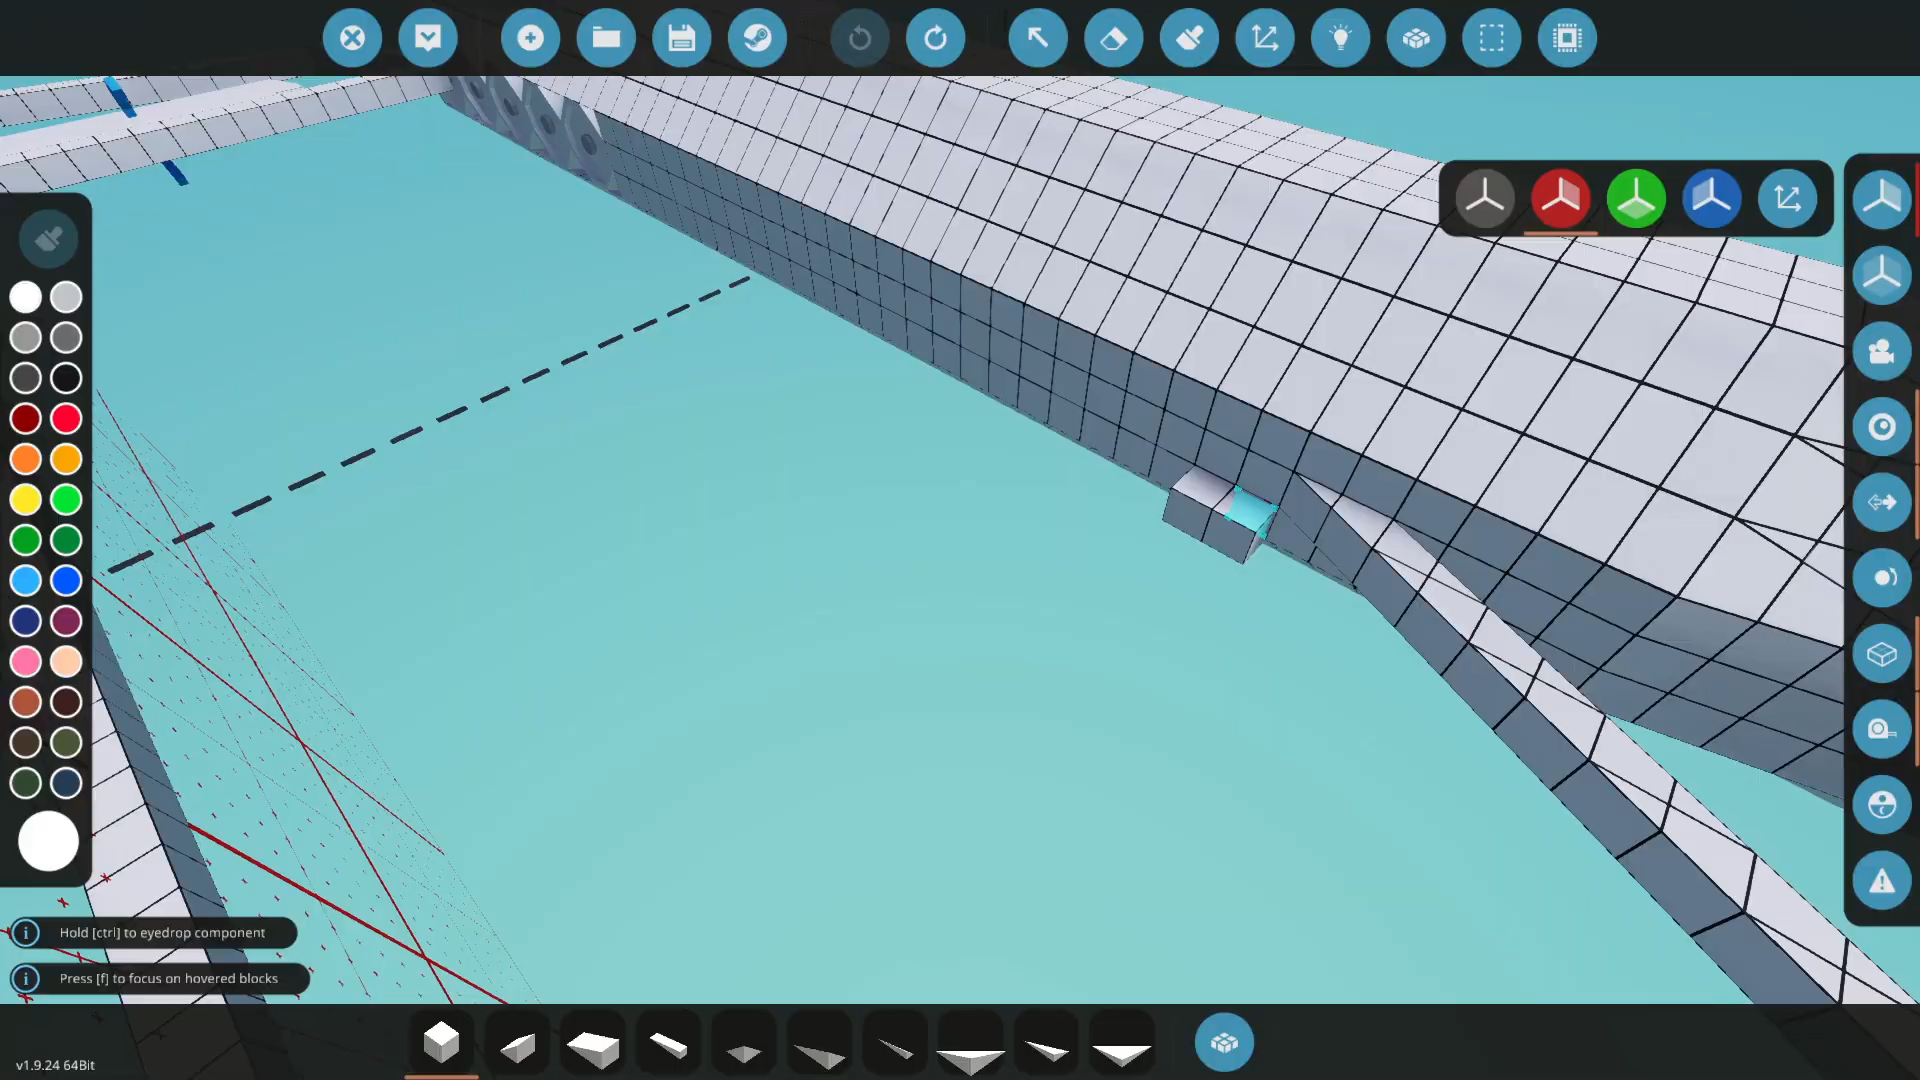 Hold [ctrl] to eyedrop component
Press [f] to focus on hovered blocks
v1.9.24 64Bit